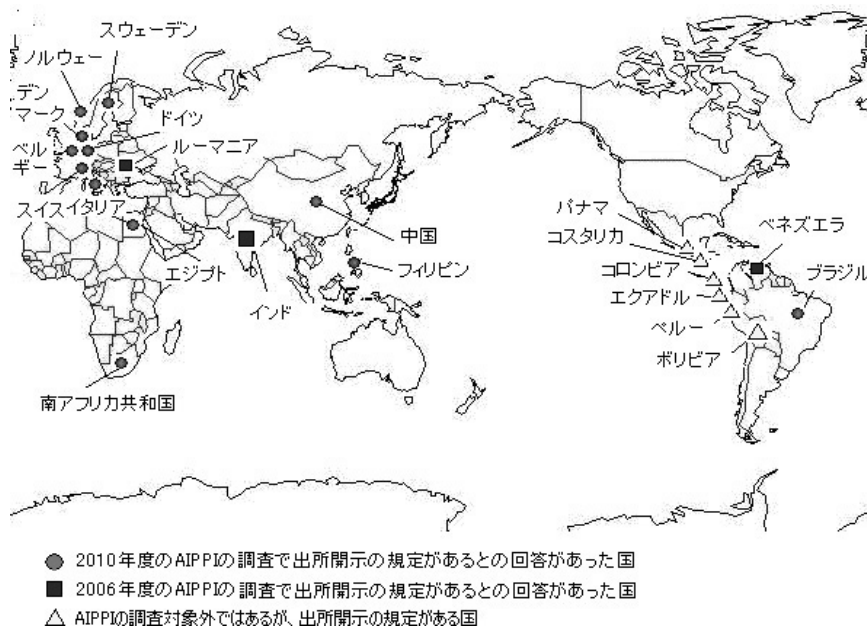 スウェーデン
ノルウェー
デン
マーク
ドイツ
ベル
ギー
ルーマニア
スイス
イタリア
エジプト
インド
中国
フィリピン
南アフリカ共和国
パナマ
コスタリカ
ベネズエラ
コロンビア
ブラジル
エクアドル
ペルー
ボリビア
2010年度のAIPPIの調査で出所開示の規定があるとの回答があった国
2006年度のAIPPIの調査で出所開示の規定があるとの回答があった国
AIPPIの調査対象外ではあるが、出所開示の規定がある国